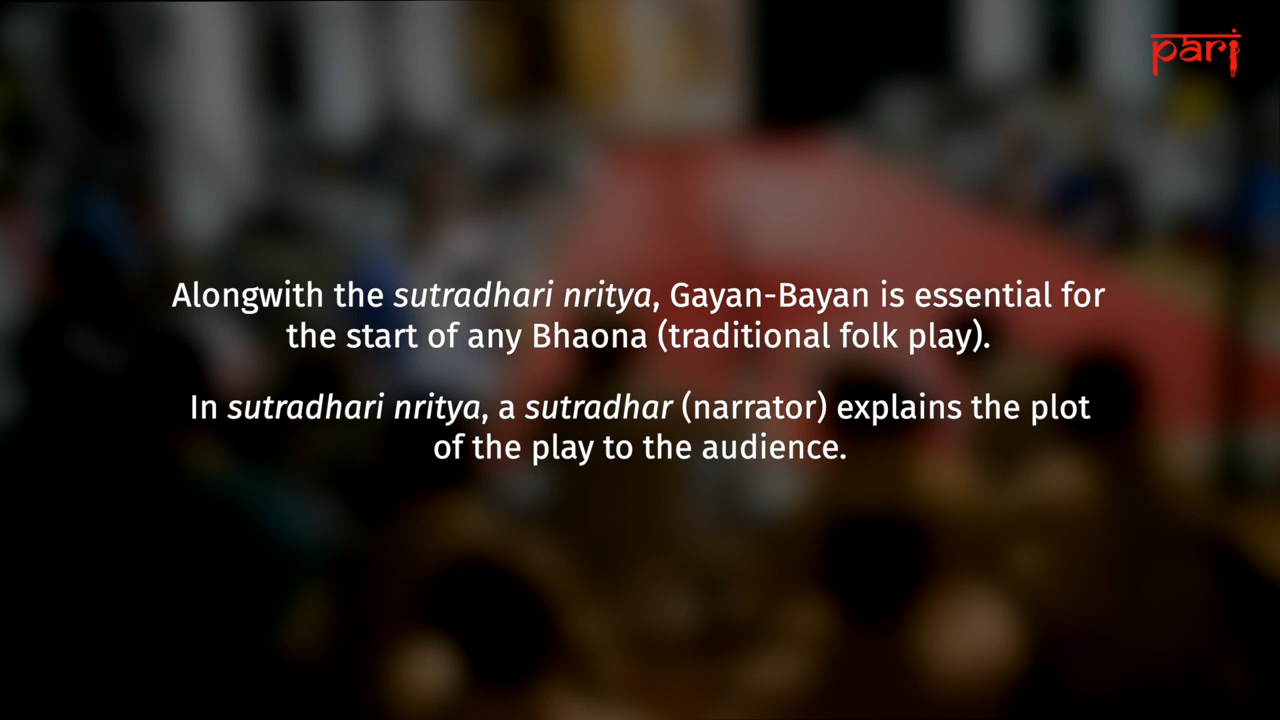 pari
Alongwith the sutradhari nritya, Gayan-Bayan is essential for
the start of any Bhaona (traditional folk play).
In sutradhari nritya, a sutradhar (narrator) explains the plot
of the play to the audience.